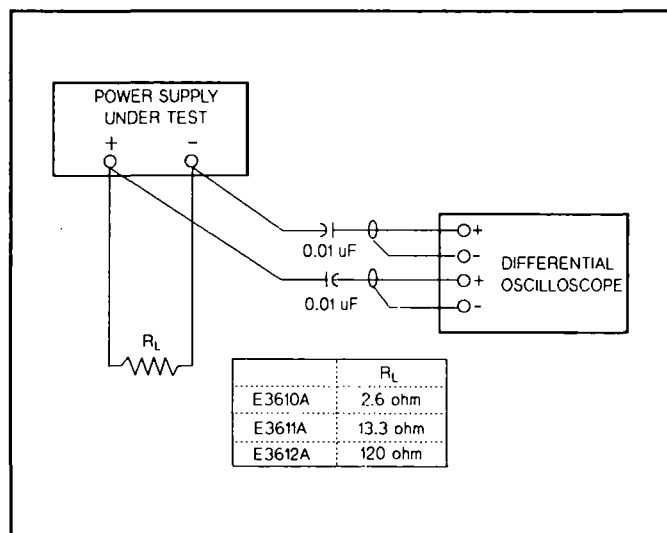 POWER SUPPLY
UNDER TEST
+ -
0.01 uF
+
-
+
-
DIFFERENTIAL
OSCILLOSCOPE
0.01 uF
RL
RL
E3610A 2.6 ohm
E3611A 13.3 ohm
E3612A 120 ohm